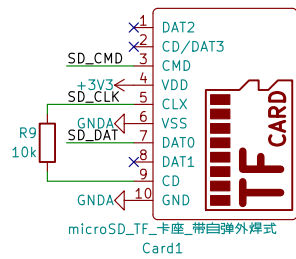 1 DAT2
2 CD/DAT3
SD_CMD 3 CMD
+3V3 4 VDD
SD_CLK 5 CLX
GNDA 6 VSS
SD_DAT 7 DAT0
8 DAT1
9 CD
GNDA 10 GND
R9
10k
TF CARD
microSD_TF_卡座_带自弹外焊式
Card1